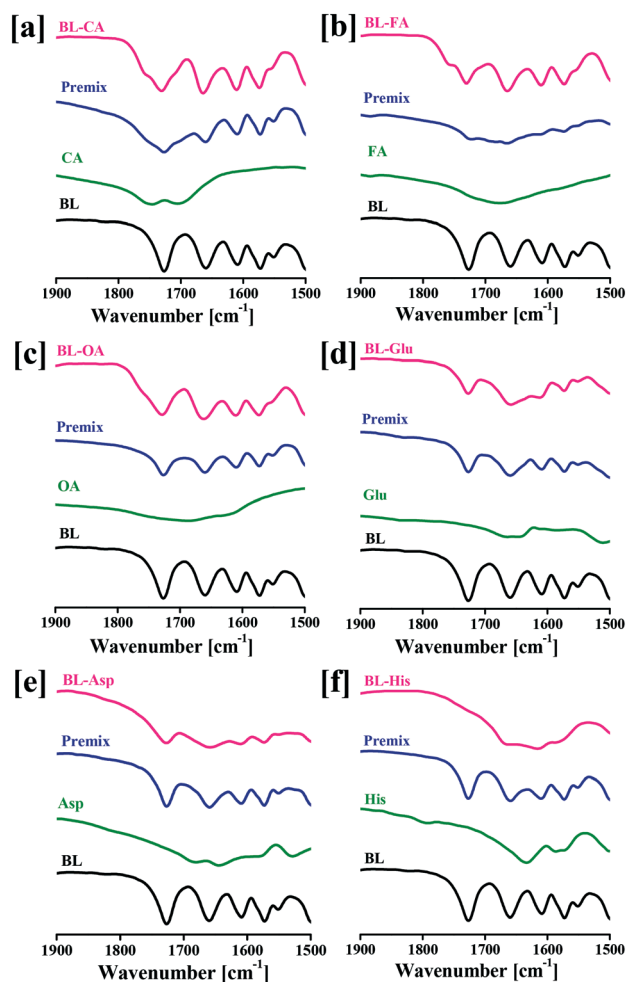 [a]
BL-CA
Premix
CA
BL
1900 1800 1700 1600 1500
Wavenumber [cm-1]
[b]
BL-FA
Premix
FA
BL
1900 1800 1700 1600 1500
Wavenumber [cm-1]
[c]
BL-OA
Premix
OA
BL
1900 1800 1700 1600 1500
Wavenumber [cm-1]
[d]
BL-Glu
Premix
Glu
BL
1900 1800 1700 1600 1500
Wavenumber [cm-1]
[e]
BL-Asp
Premix
Asp
BL
1900 1800 1700 1600 1500
Wavenumber [cm-1]
[f]
BL-His
Premix
His
BL
1900 1800 1700 1600 1500
Wavenumber [cm-1]